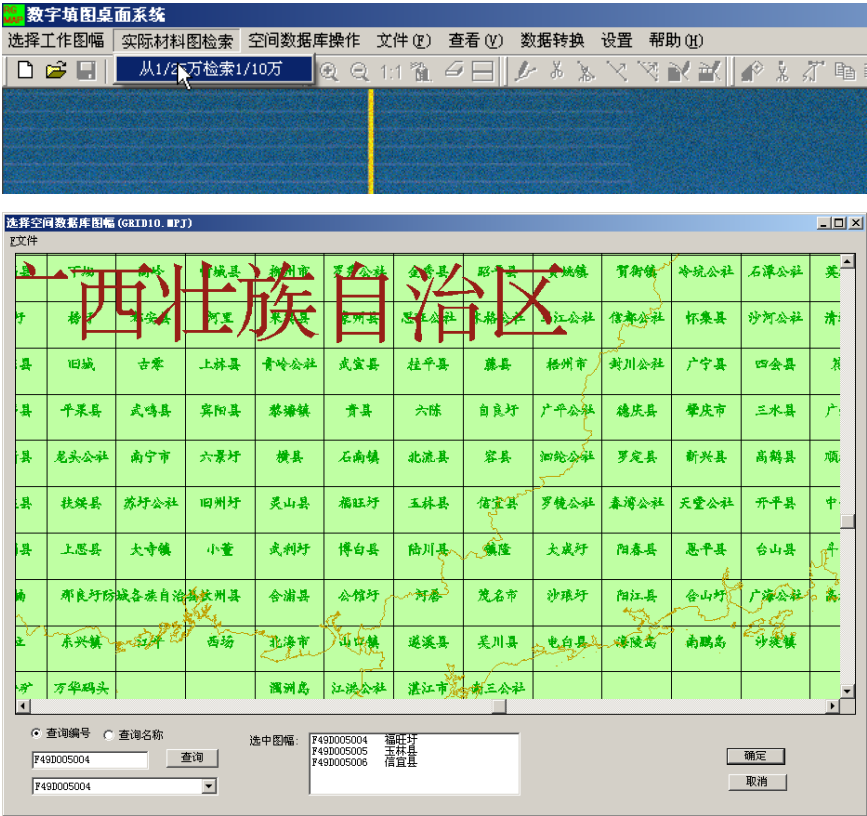 数字填图桌面系统
选择工作图幅 实际材料图检索 空间数据库操作 文件(F) 查看(V) 数据转换 设置 帮助(H)
从1/25万检索1/10万
1:1
选择空间数据库图幅(GRID10.MPJ)
F文件
广西壮族自治区
贺街镇 冷坑公社 石潭公社
信都公社 怀集县 沙河公社
县 旧城 古零 上林县 青岭公社 武宣县 桂平县 藤县 梧州市 封川公社 广宁县 四会县
县 平果县 武鸣县 宾阳县 黎塘镇 贵县 六陈 自良圩 广平公社 德庆县 肇庆市 三水县 广
县 龙头公社 南宁市 六景圩 横县 石南镇 北流县 容县 泗纶公社 罗定县 新兴县 高鹤县 顺
县 扶绥县 苏圩公社 旧州圩 灵山县 福旺圩 玉林县 信宜县 罗镜公社 春湾公社 天堂公社 开平县 中
县 上思县 大寺镇 小董 武利圩 博白县 陆川县 镇隆 大成圩 阳春县 恩平县 台山县 斗
那良圩 防城各族自治县 钦州县 合浦县 公馆圩 河唇 茂名市 沙琅圩 阳江县 合山圩 广海公社
东兴镇 江平 西场 北海市 山口镇 遂溪县 吴川县 电白县 海陵岛 南鹏岛 沙堤镇
万华码头 涠洲岛 江洪公社 湛江市 南三公社
查询编号 查询名称
选中图幅:
F49D005004 福旺圩
F49D005005 玉林县
F49D005006 信宜县
F49D005004 查询
F49D005004
确定
取消